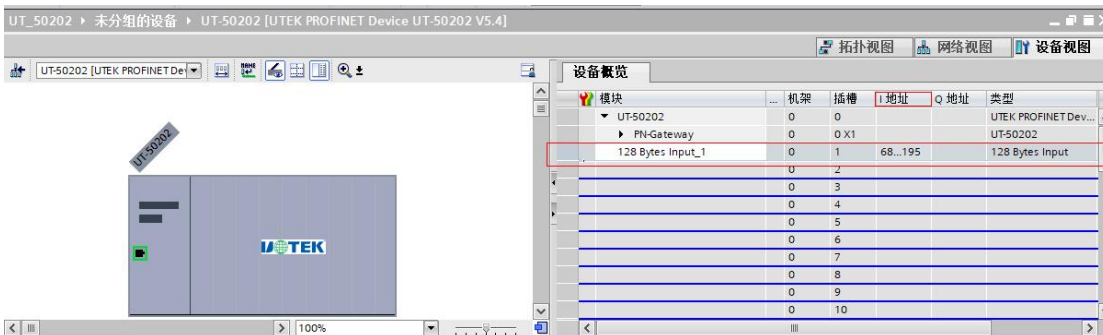 UT_50202 ▸ 未分组的设备 ▸ UT-50202 [UTEK PROFINET Device UT-50202 V5.4]
拓扑视图 网络视图 设备视图
UT-50202 [UTEK PROFINET De
设备概览
模块 ... 机架 插槽 I 地址 Q 地址 类型
UT-50202 0 0 UTEK PROFINET Dev...
PN-Gateway 0 0 X1 UT-50202
128 Bytes Input_1 0 1 68...195 128 Bytes Input
0 2
0 3
0 4
0 5
0 6
0 7
0 8
0 9
0 10
UT-50202
UTEK
100%